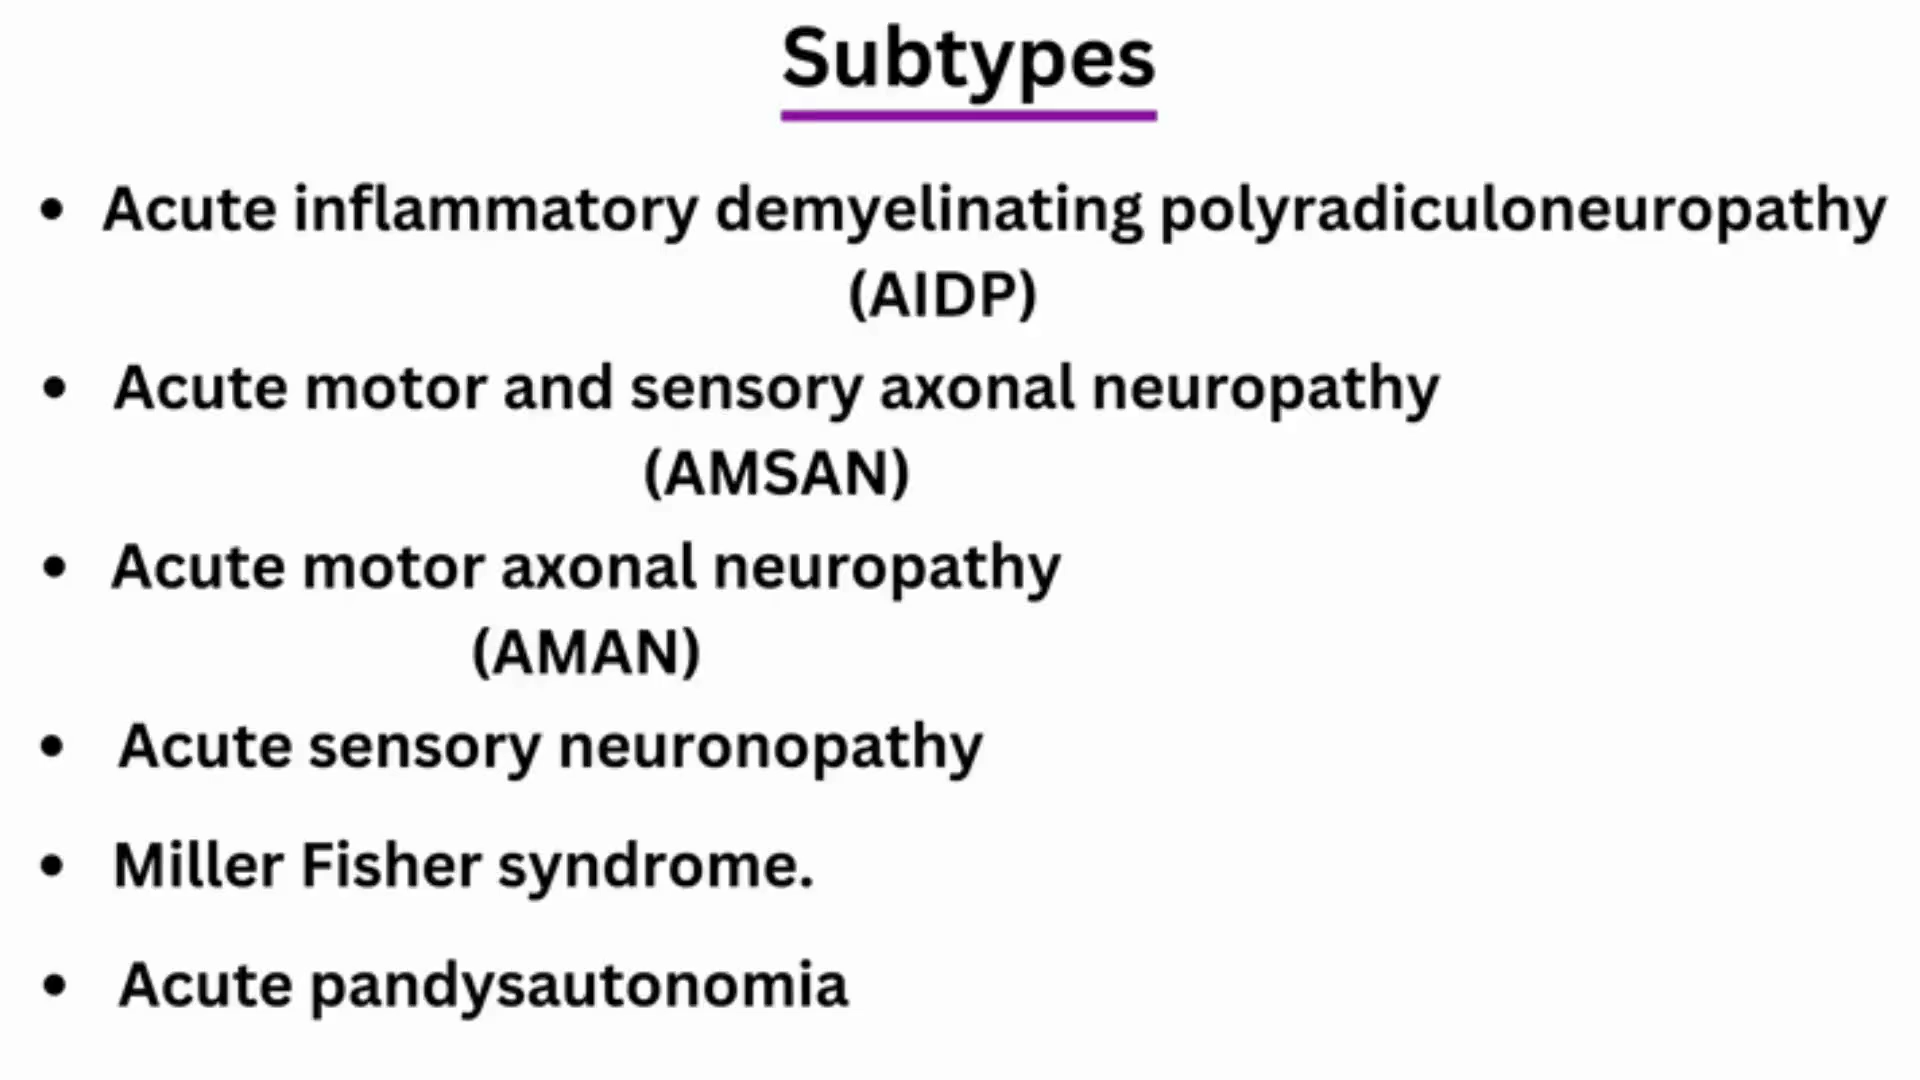 Subtypes
• Acute inflammatory demyelinating polyradiculoneuropathy
(AIDP)
• Acute motor and sensory axonal neuropathy
(AMSAN)
• Acute motor axonal neuropathy
(AMAN)
• Acute sensory neuronopathy
• Miller Fisher syndrome.
• Acute pandysautonomia